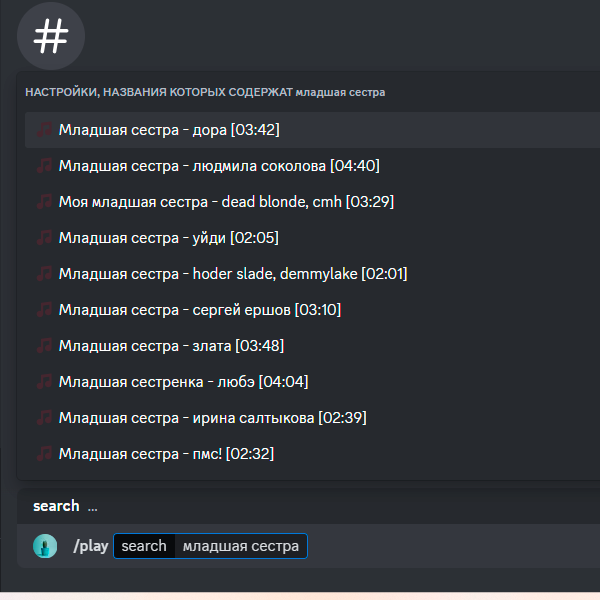 #
НАСТРОЙКИ, НАЗВАНИЯ КОТОРЫХ СОДЕРЖАТ младшая сестра
Младшая сестра - дора [03:42]
Младшая сестра - людмила соколова [04:40]
Моя младшая сестра - dead blonde, cmh [03:29]
Младшая сестра - уйди [02:05]
Младшая сестра - hoder slade, demmylake [02:01]
Младшая сестра - сергей ершов [03:10]
Младшая сестра - злата [03:48]
Младшая сестренка - любэ [04:04]
Младшая сестра - ирина салтыкова [02:39]
Младшая сестра - пмс! [02:32]
search ...
/play search младшая сестра